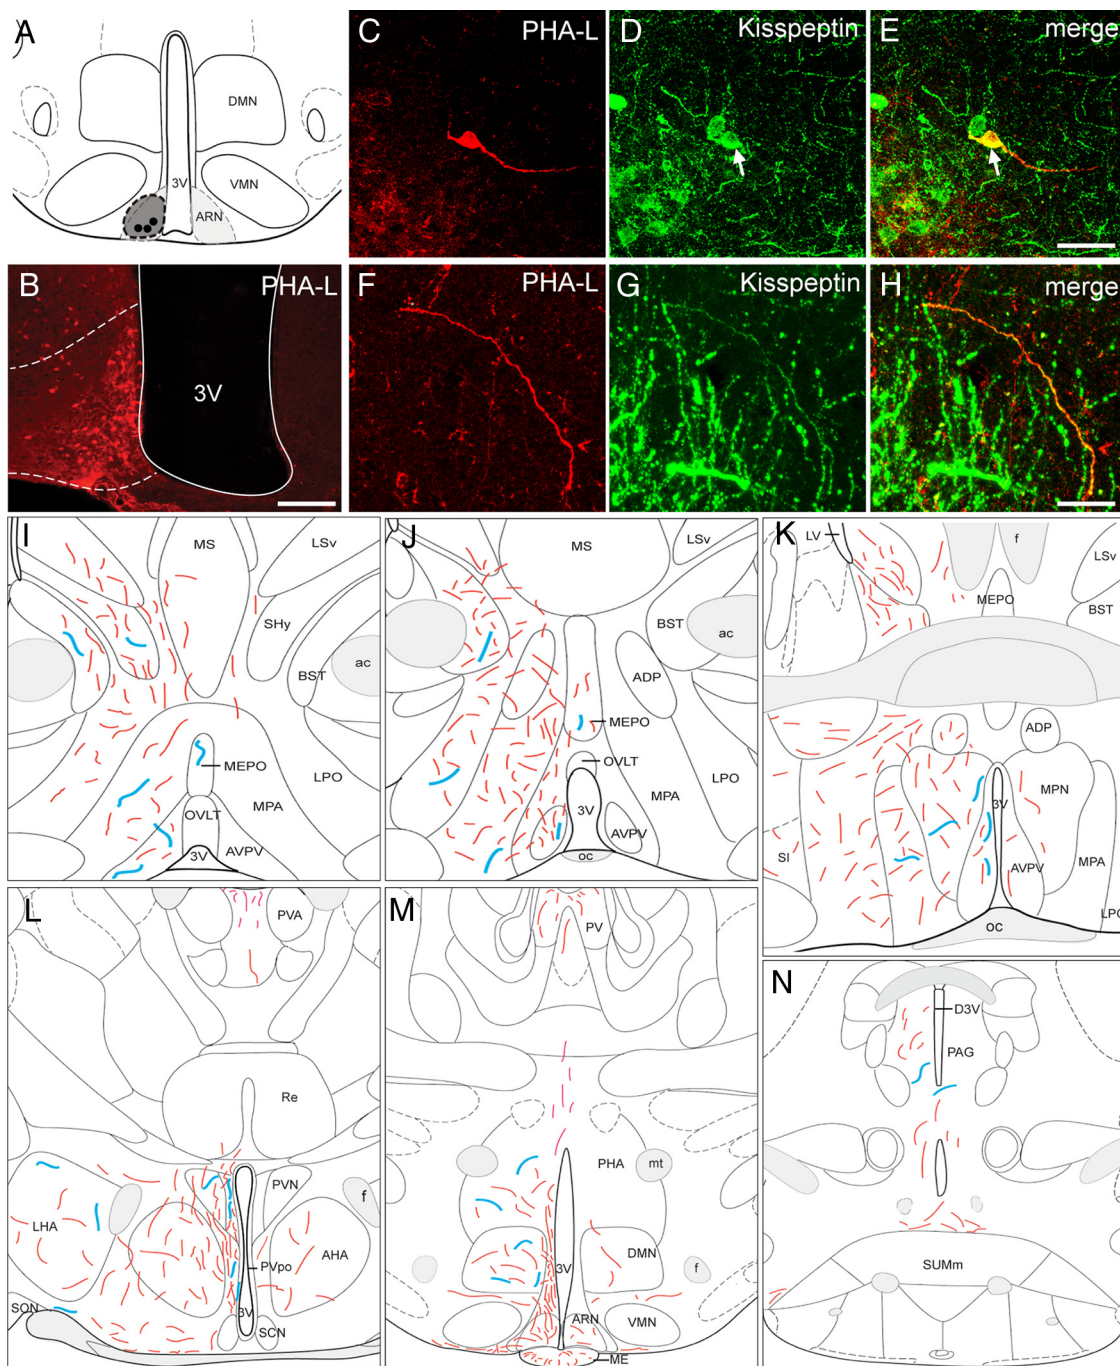 A
DMN
3V
VMN
ARN
B
PHA-L
3V
C
PHA-L
D
Kisspeptin
E
merge
F
PHA-L
G
Kisspeptin
H
merge
I
MS
LSv
SHy
BST
ac
MEPO
LPO
OVLT
MPA
3V
AVPV
J
MS
LSv
BST
ac
ADP
MEPO
OVLT
LPO
3V
MPA
AVPV
oc
K
LV
f
LSv
MEPO
BST
ADP
MPN
3V
SI
AVPV
MPA
LPO
oc
L
PVA
Re
PVN
f
LHA
AHA
PVpo
SON
3V
SCN
M
PV
PHA
mt
DMN
3V
f
ARN
VMN
ME
N
D3V
PAG
SUMm